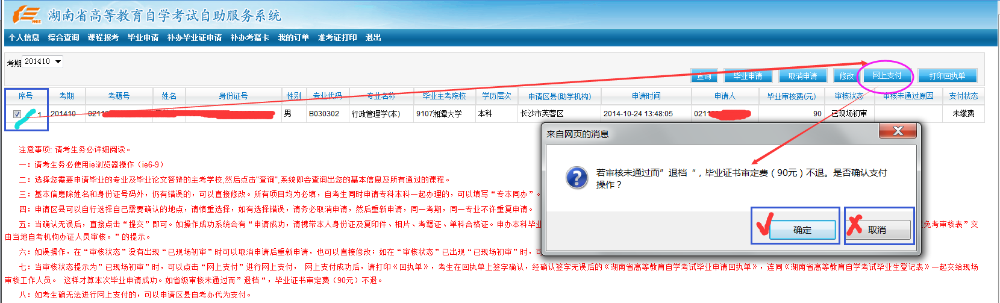 NEE
湖南省高等教育自学考试自助服务系统
个人信息 综合查询 课程报考 毕业申请 补办毕业证申请 补办考籍卡 我的订单 准考证打印 退出
考期 201410
查询 毕业申请 取消申请 修改 网上支付 打印回执单
序号 考期 考籍号 姓名 身份证号 性别 专业代码 专业名称 毕业主考院校 学历层次 申请区县(助学机构) 申请时间 申请人 毕业审核费(元) 审核状态 审核未通过原因 支付状态
1 201410 0211 男 B030302 行政管理学(本) 9107湘潭大学 本科 长沙市芙蓉区 2014-10-24 13:48:05 0211 90 已现场初审 未缴费
来自网页的消息
若审核未通过而”退档“，毕业证书审定费（90元）不退。是否确认支付
操作？
确定 取消
注意事项: 请考生务必详细阅读。
一：请考生务必使用ie浏览器操作（ie6-9）
二：选择您需要申请毕业的专业及毕业论文答辩的主考学校,然后点击"查询",系统即会查询出您的基本信息及所有通过的课程。
三：基本信息除姓名和身份证号码外，仍有错误的，可以直接修改。所有项目均为必填，自考生同时申请专科本科一起办理的，可以填写“专本同办”。
四：申请区县可以自行选择自己需要确认的地点，请慎重选择，如有选择错误，请务必取消申请，然后重新申请，同一考期，同一专业不许重复申请。
五：当确认无误后，直接点击“提交”即可。如操作成功系统会有“申请成功，请携带本人身份证及复印件、相片、考籍证、单科合格证。申办本科毕业 免考审核表”交
由当地自考机构办证人员审核。”的提示。
六：如误操作，在“审核状态”没有出现“已现场初审”时可以取消申请后重新申请，也可以直接修改；如在“审核状态”已出现“已现场初审”时，可
七：当审核状态提示为”已现场初审”时，可以点击“网上支付”进行网上支付， 网上支付成功后，请打印《回执单》，考生在回执单上签字确认，经确认签字无误后的《湖南省高等教育自学考试毕业申请回执单》，连同《湖南省高等教育自学考试毕业生登记表》一起交给现场
审核工作人员。 这样才算本次毕业申请成功。如省级审核未通过而”退档“，毕业证书审定费（90元）不退。
八：如考生确无法进行网上支付的，可以申请区县自考办代为支付。